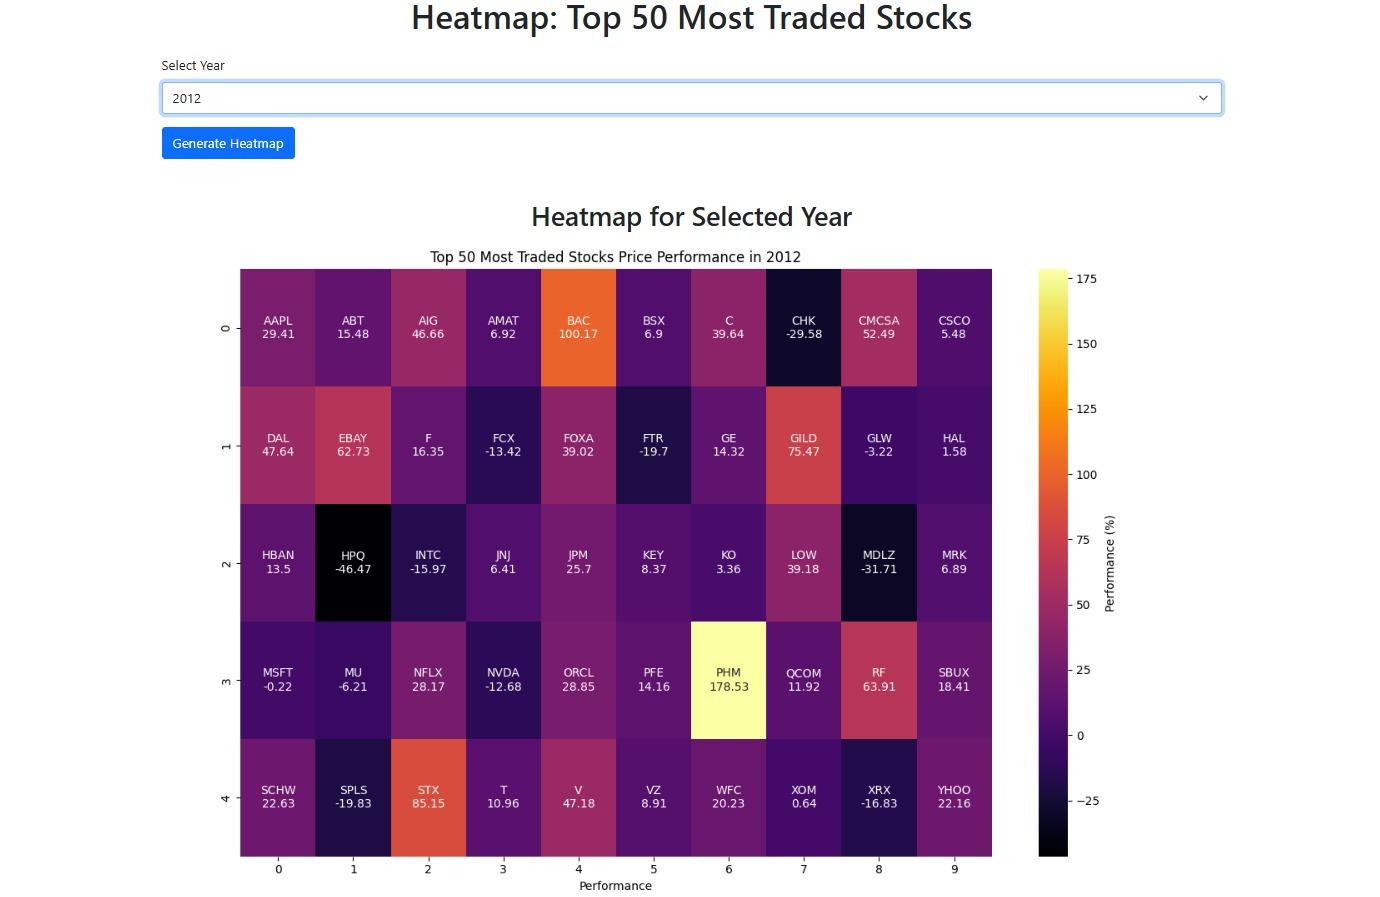 Heatmap: Top 50 Most Traded Stocks
Select Year
2012
Generate Heatmap
Heatmap for Selected Year
Top 50 Most Traded Stocks Price Performance in 2012
0
AAPL ABT AIG AMAT BAC BSX C CHK CMCSA CSCO
29.41 15.48 46.66 6.92 100.17 6.9 39.64 -29.58 52.49 5.48
1
DAL EBAY F FCX FOXA FTR GE GILD GLW HAL
47.64 62.73 16.35 -13.42 39.02 -19.7 14.32 75.47 -3.22 1.58
2
HBAN HPQ INTC JNJ JPM KEY KO LOW MDLZ MRK
13.5 -46.47 -15.97 6.41 25.7 8.37 3.36 39.18 -31.71 6.89
3
MSFT MU NFLX NVDA ORCL PFE PHM QCOM RF SBUX
-0.22 -6.21 28.17 -12.68 28.85 14.16 178.53 11.92 63.91 18.41
4
SCHW SPLS STX T V VZ WFC XOM XRX YHOO
22.63 -19.83 85.15 10.96 47.18 8.91 20.23 0.64 -16.83 22.16
0 1 2 3 4 5 6 7 8 9
Performance
175
150
125
100
75
50
25
0
−25
Performance (%)